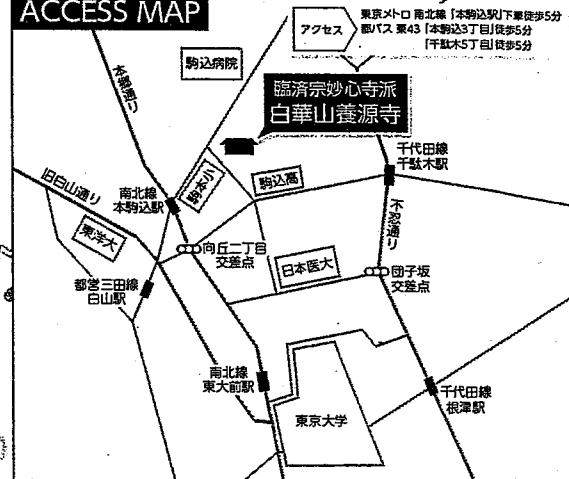 ACCESS MAP
アクセス
東京メトロ 南北線 「本駒込駅」下車徒歩5分
都バス 東43 「本駒込3丁目」徒歩5分
「千駄木5丁目」徒歩5分
駒込病院
臨済宗妙心寺派
白華山養源寺
本郷通り
千代田線
千駄木駅
駒込高
旧白山通り
南北線
本駒込駅
不忍通り
東洋大
向丘二丁目
交差点
日本医大
団子坂
交差点
都営三田線
白山駅
南北線
東大前駅
千代田線
根津駅
東京大学